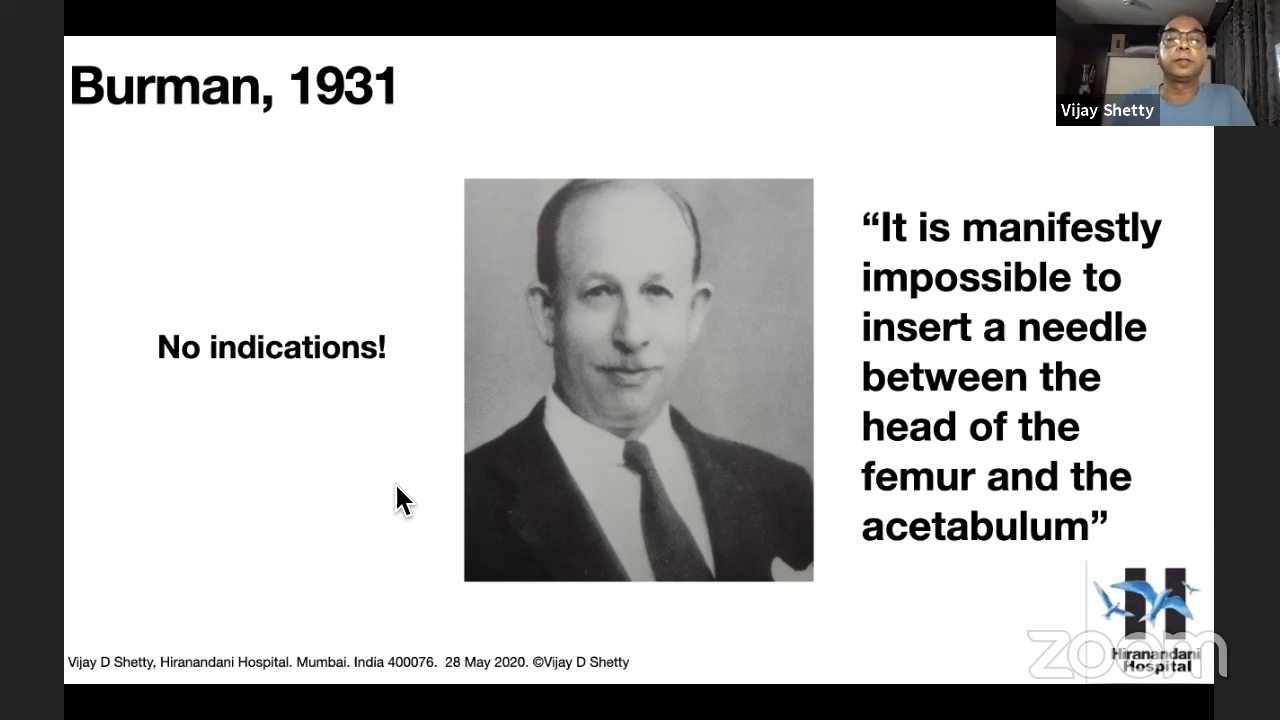 Burman, 1931
Vijay Shetty
No indications!
“It is manifestly
impossible to
insert a needle
between the
head of the
femur and the
acetabulum”
Vijay D Shetty, Hiranandani Hospital. Mumbai. India 400076.  28 May 2020. ©Vijay D Shetty
zoom
Hiranandani
Hospital